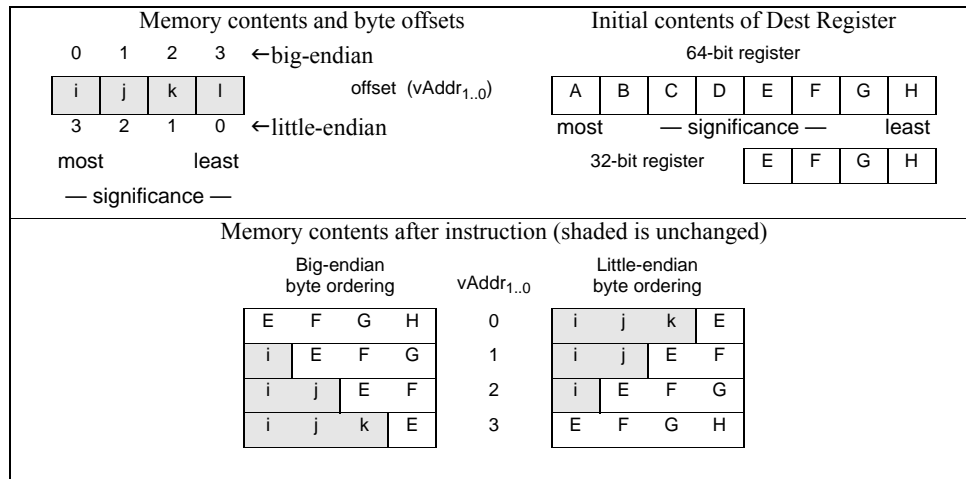 Memory contents and byte offsets
Initial contents of Dest Register
0 1 2 3 ←big-endian
64-bit register
i j k l
offset (vAddr1..0)
A B C D E F G H
3 2 1 0 ←little-endian
most — significance — least
most least
32-bit register E F G H
— significance —
Memory contents after instruction (shaded is unchanged)
Big-endian
byte ordering
vAddr1..0
Little-endian
byte ordering
E F G H 0 i j k E
i E F G 1 i j E F
i j E F 2 i E F G
i j k E 3 E F G H